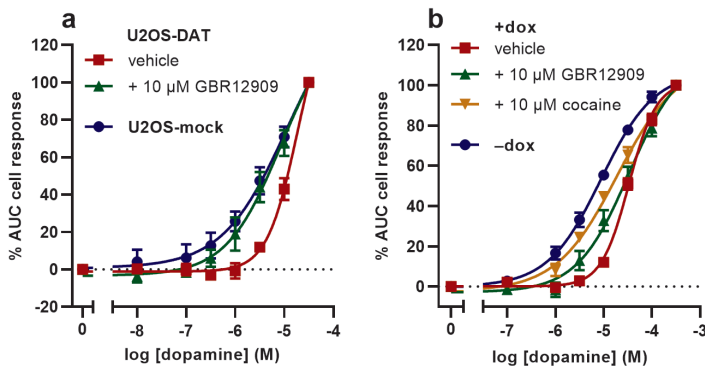 a
U2OS-DAT
vehicle
+ 10 µM GBR12909
U2OS-mock
% AUC cell response
120
100
80
60
40
20
0
-20
0
-8
-7
-6
-5
-4
log [dopamine] (M)
b
+dox
vehicle
+ 10 µM GBR12909
+ 10 µM cocaine
–dox
% AUC cell response
120
100
80
60
40
20
0
0
-7
-6
-5
-4
-3
log [dopamine] (M)